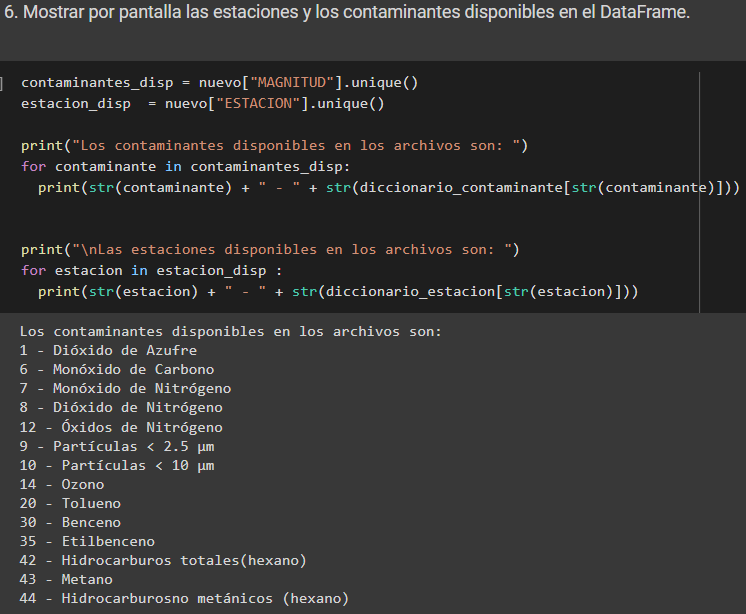 6. Mostrar por pantalla las estaciones y los contaminantes disponibles en el DataFrame.
contaminantes_disp = nuevo["MAGNITUD"].unique()
estacion_disp  = nuevo["ESTACION"].unique()
print("Los contaminantes disponibles en los archivos son: ")
for contaminante in contaminantes_disp:
  print(str(contaminante) + " - " + str(diccionario_contaminante[str(contaminante)]))
print("\nLas estaciones disponibles en los archivos son: ")
for estacion in estacion_disp :
  print(str(estacion) + " - " + str(diccionario_estacion[str(estacion)]))
Los contaminantes disponibles en los archivos son:
1 - Dióxido de Azufre
6 - Monóxido de Carbono
7 - Monóxido de Nitrógeno
8 - Dióxido de Nitrógeno
12 - Óxidos de Nitrógeno
9 - Partículas < 2.5 μm
10 - Partículas < 10 μm
14 - Ozono
20 - Tolueno
30 - Benceno
35 - Etilbenceno
42 - Hidrocarburos totales(hexano)
43 - Metano
44 - Hidrocarburosno metánicos (hexano)